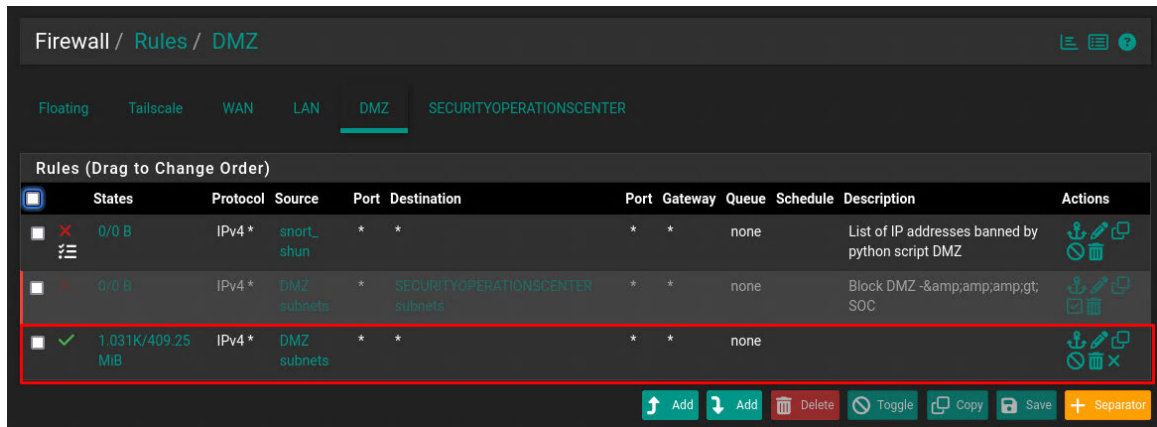 Firewall / Rules / DMZ
Floating Tailscale WAN LAN DMZ SECURITYOPERATIONSCENTER
Rules (Drag to Change Order)
States Protocol Source Port Destination Port Gateway Queue Schedule Description Actions
0/0 B IPv4 * snort_ * * * * none List of IP addresses banned by
shun python script DMZ
0/0 B IPv4 * DMZ * SECURITYOPERATIONSCENTER * * none Block DMZ -&amp;amp;amp;gt;
subnets subnets SOC
1.031K/409.25 IPv4 * DMZ * * * * none
MiB subnets
Add Add Delete Toggle Copy Save Separator